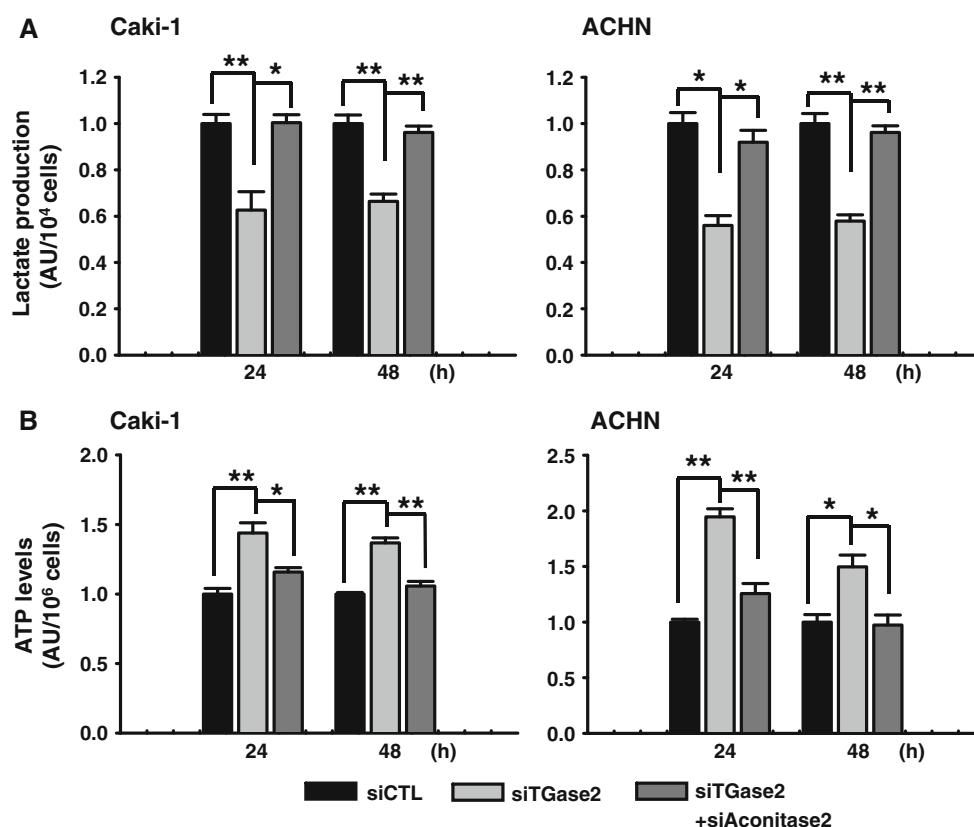 A Caki-1 ACHN
Lactate production
(AU/10⁴ cells)
** * ** **
1.2
1.0
0.8
0.6
0.4
0.2
0.0
24 48 (h)
* * ** **
1.2
1.0
0.8
0.6
0.4
0.2
0.0
24 48 (h)
B Caki-1 ACHN
ATP levels
(AU/10⁶ cells)
** * ** **
2.0
1.5
1.0
0.5
0.0
24 48 (h)
** ** * *
2.5
2.0
1.5
1.0
0.5
0.0
24 48 (h)
siCTL siTGase2 siTGase2
+siAconitase2